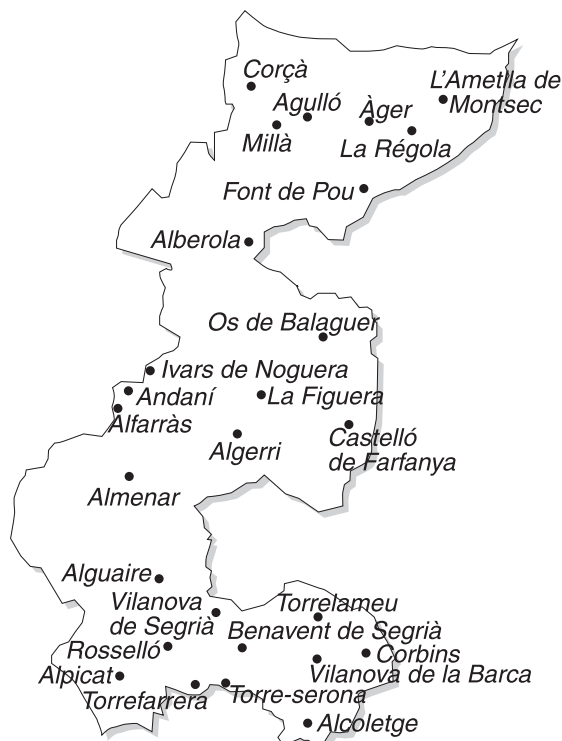 Corçà
L'Ametlla de
Montsec
Agulló
Àger
Millà
La Régola
Font de Pou
Alberola
Os de Balaguer
Ivars de Noguera
Andaní
La Figuera
Alfarràs
Castelló
de Farfanya
Algerri
Almenar
Alguaire
Vilanova
de Segrià
Torrelameu
Benavent de Segrià
Rosselló
Corbins
Alpicat
Vilanova de la Barca
Torrefarrera
Torre-serona
Alcoletge